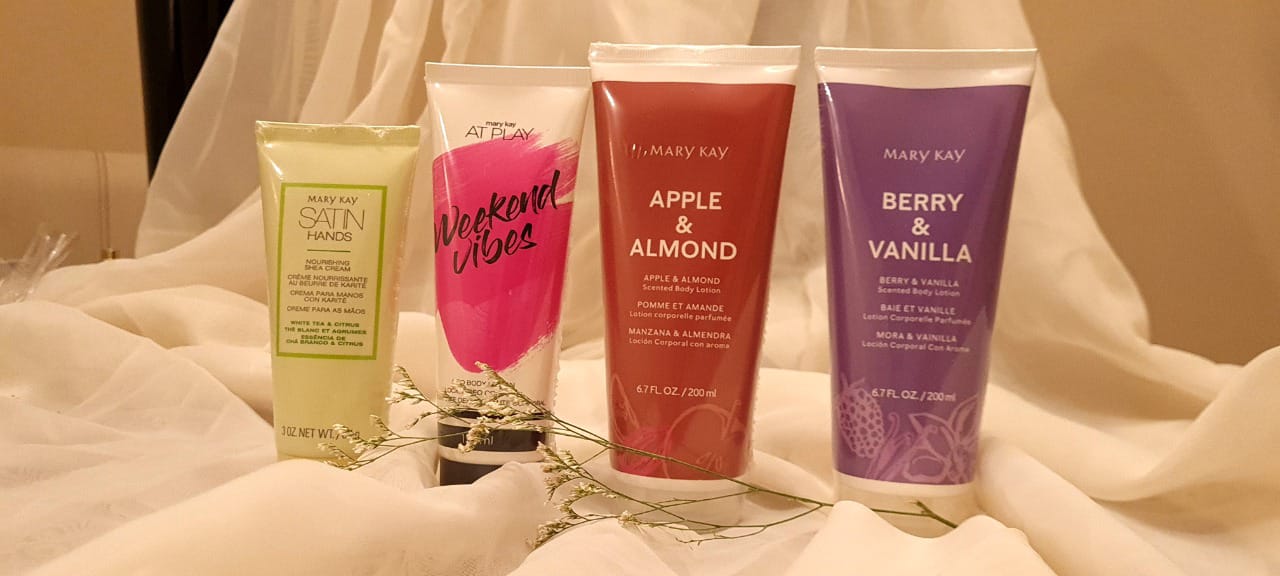 MARY KAY
SATIN
HANDS
NOURISHING
SHEA CREAM
CRÈME NOURRISSANTE
AU BEURRE DE KARITÉ
CREMA PARA MANOS
CON KARITÉ
CREME PARA AS MÃOS
WHITE TEA & CITRUS
THÉ BLANC ET AGRUMES
ESSÊNCIA DE
CHÁ BRANCO & CITRUS
3 OZ. NET WT.
mary kay
AT PLAY
Weekend
Vibes
BODY
ml
MARY KAY
APPLE
&
ALMOND
APPLE & ALMOND
Scented Body Lotion
POMME ET AMANDE
Lotion corporelle parfumée
MANZANA & ALMENDRA
Loción Corporal con aroma
6.7 FL. OZ. / 200 ml
MARY KAY
BERRY
&
VANILLA
BERRY & VANILLA
Scented Body Lotion
BAIE ET VANILLE
Lotion Corporelle Parfumée
MORA & VAINILLA
Loción Corporal Con Aroma
6.7 FL. OZ. / 200 ml